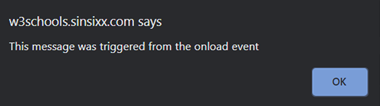 w3schools.sinsixx.com says
This message was triggered from the onload event
OK